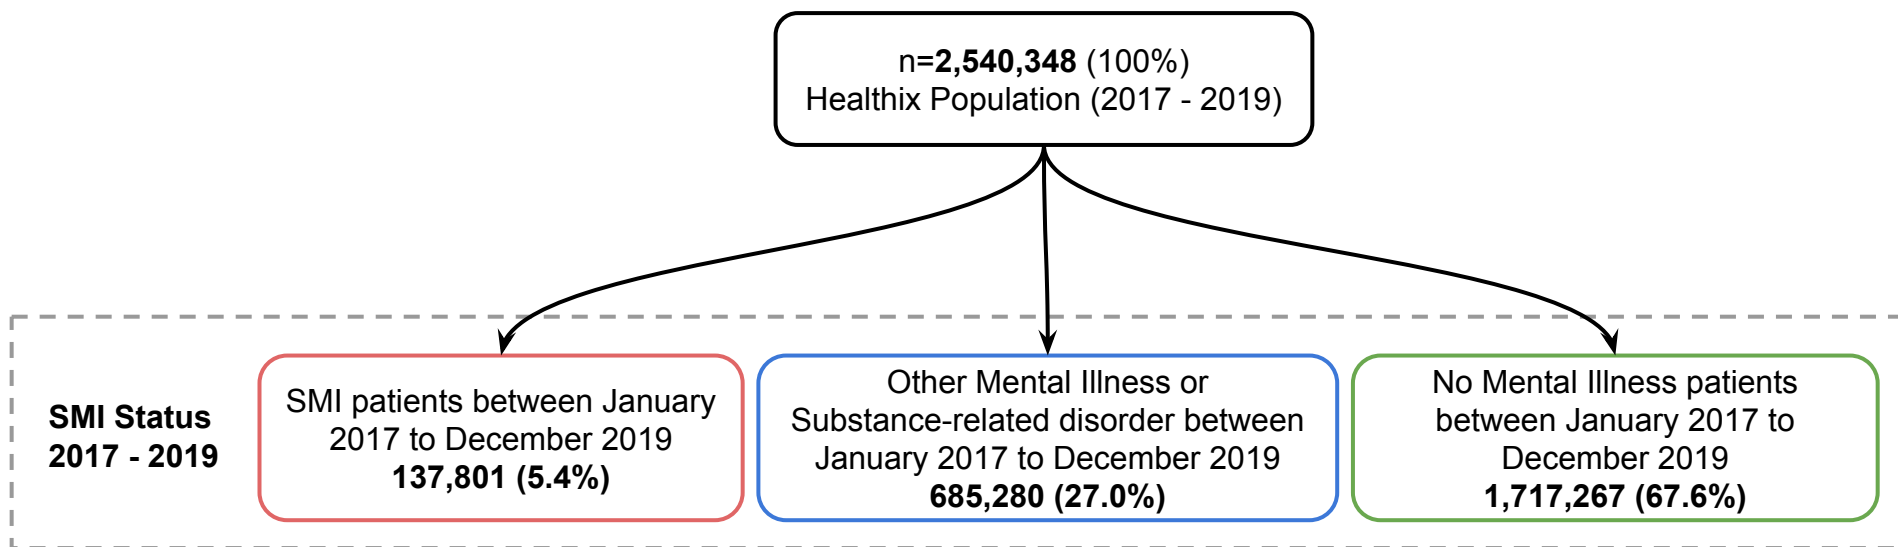 n=2,540,348 (100%)
Healthix Population (2017 - 2019)
SMI Status
2017 - 2019
SMI patients between January
2017 to December 2019
137,801 (5.4%)
Other Mental Illness or
Substance-related disorder between
January 2017 to December 2019
685,280 (27.0%)
No Mental Illness patients
between January 2017 to
December 2019
1,717,267 (67.6%)